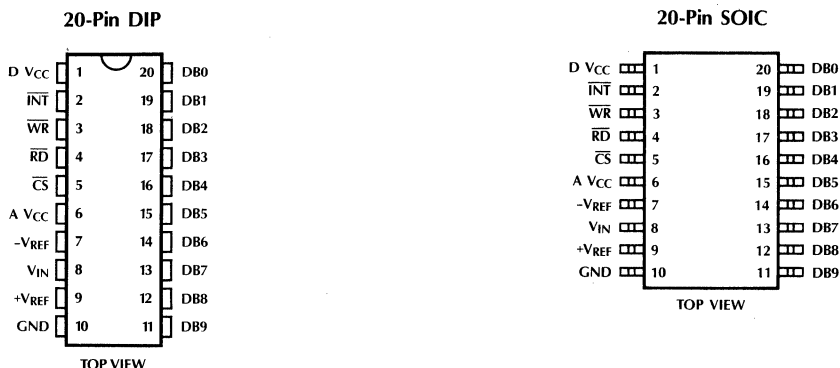 20-Pin DIP
D VCC 1 20 DB0
INT 2 19 DB1
WR 3 18 DB2
RD 4 17 DB3
CS 5 16 DB4
A VCC 6 15 DB5
–VREF 7 14 DB6
VIN 8 13 DB7
+VREF 9 12 DB8
GND 10 11 DB9
TOP VIEW
20-Pin SOIC
D VCC 1 20 DB0
INT 2 19 DB1
WR 3 18 DB2
RD 4 17 DB3
CS 5 16 DB4
A VCC 6 15 DB5
–VREF 7 14 DB6
VIN 8 13 DB7
+VREF 9 12 DB8
GND 10 11 DB9
TOP VIEW